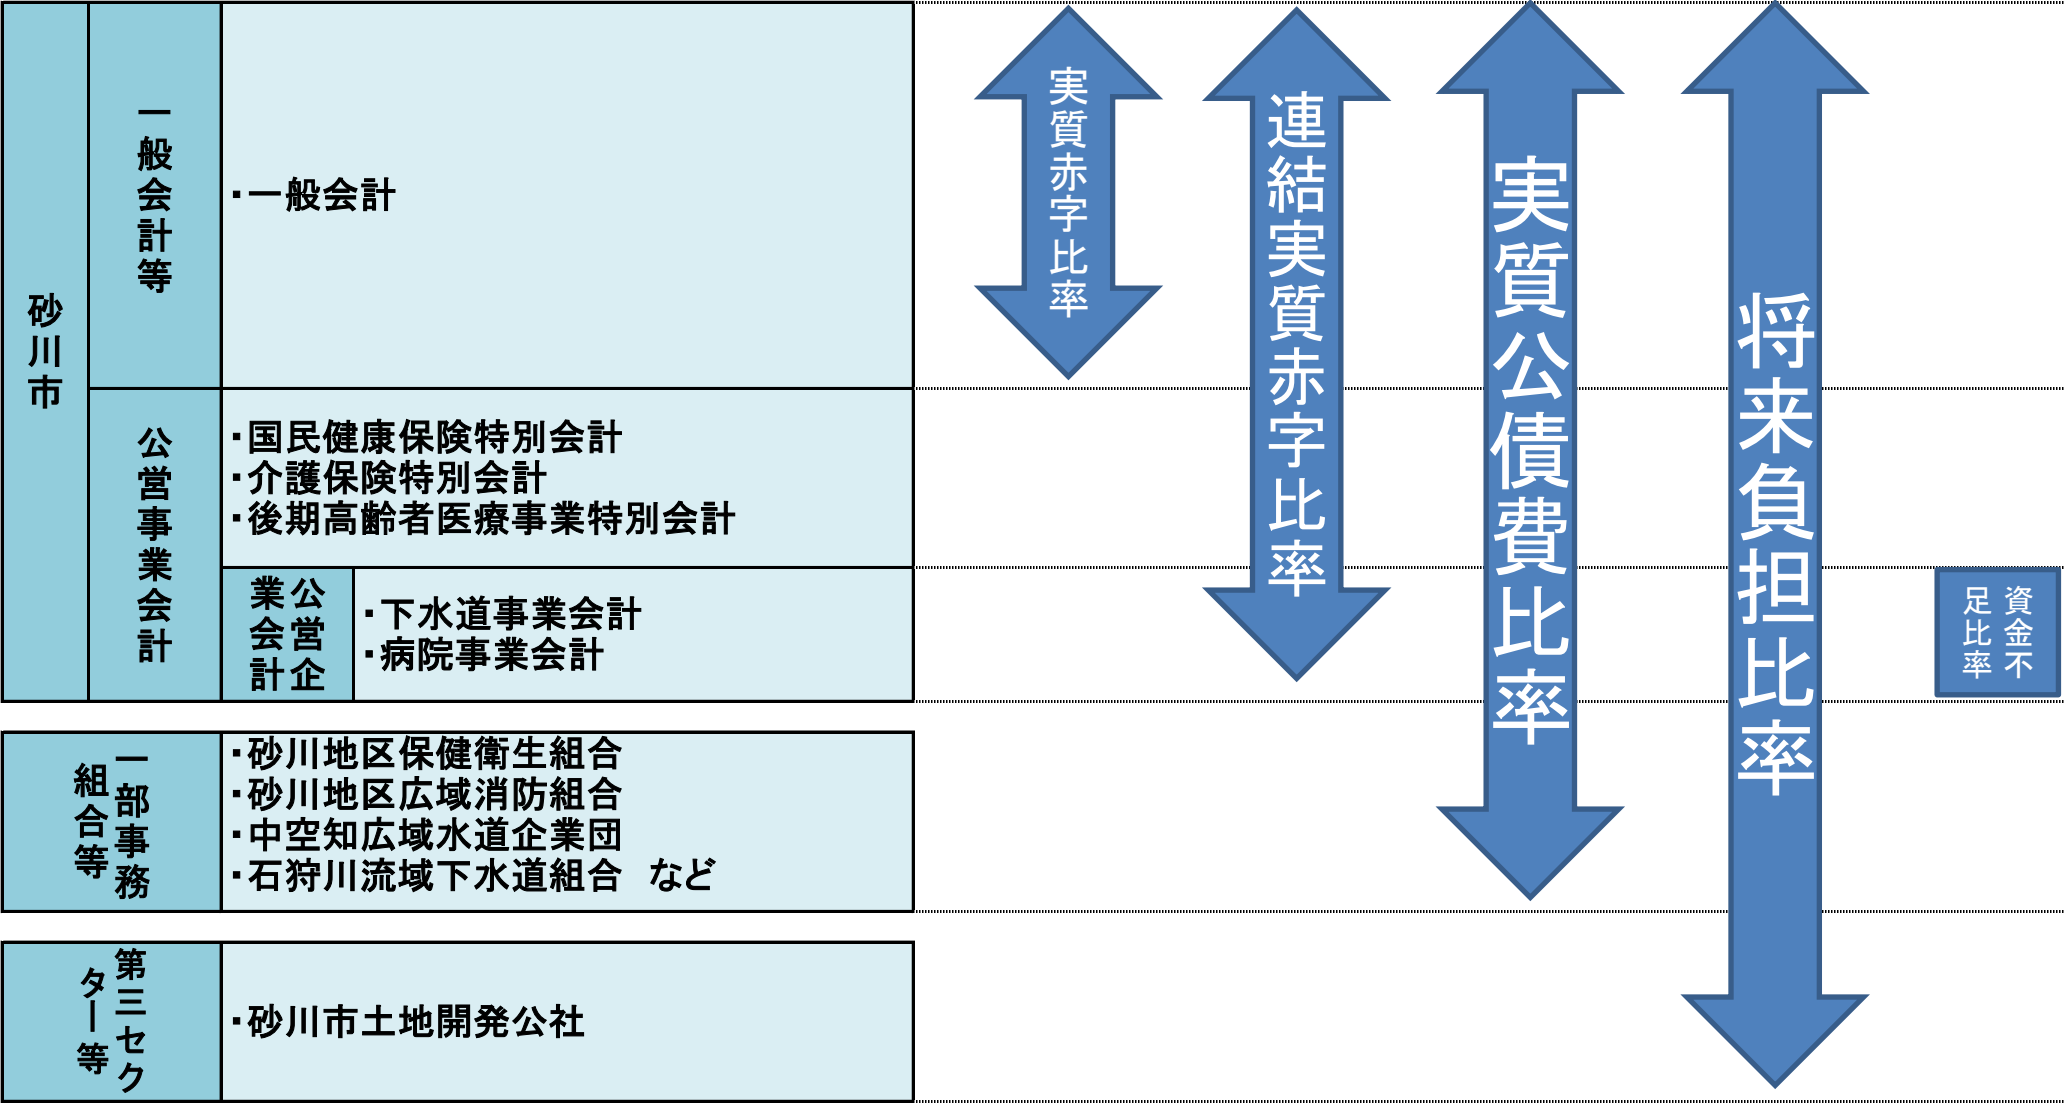 砂川市
一般会計等
・一般会計
公営事業会計
・国民健康保険特別会計
・介護保険特別会計
・後期高齢者医療事業特別会計
公営企
業会計
・下水道事業会計
・病院事業会計
一部事務
組合等
・砂川地区保健衛生組合
・砂川地区広域消防組合
・中空知広域水道企業団
・石狩川流域下水道組合　など
第三セク
ター等
・砂川市土地開発公社
実質赤字比率
連結実質赤字比率
実質公債費比率
将来負担比率
資金不
足比率